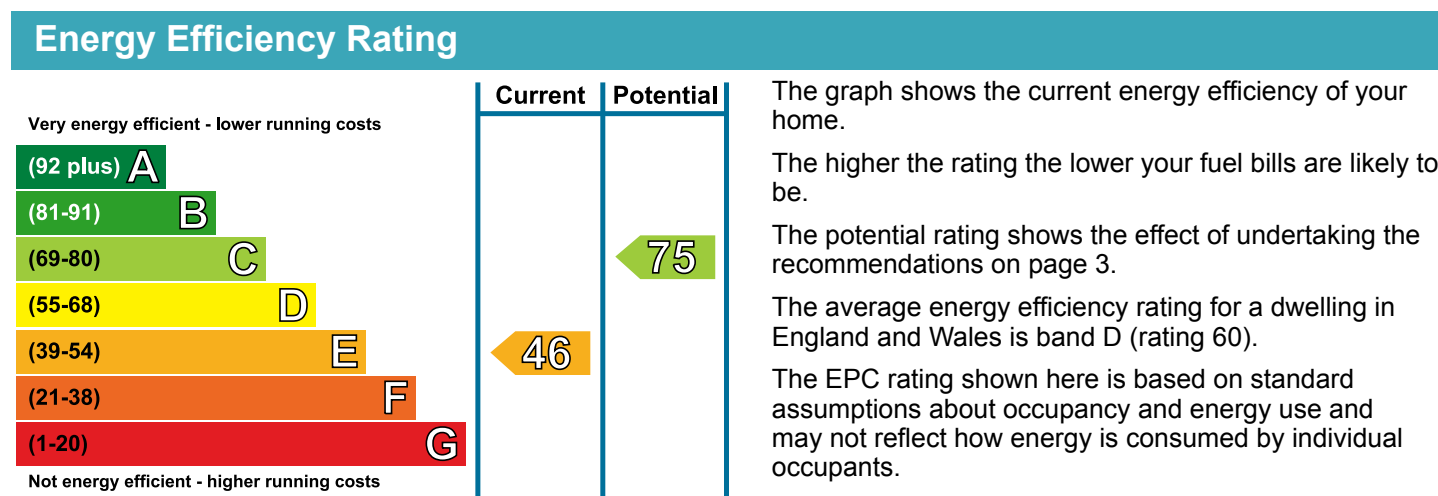 Energy Efficiency Rating
Current Potential
Very energy efficient - lower running costs
(92 plus) A
(81-91) B
(69-80) C
75
(55-68) D
(39-54) E
46
(21-38) F
(1-20) G
Not energy efficient - higher running costs
The graph shows the current energy efficiency of your
home.
The higher the rating the lower your fuel bills are likely to
be.
The potential rating shows the effect of undertaking the
recommendations on page 3.
The average energy efficiency rating for a dwelling in
England and Wales is band D (rating 60).
The EPC rating shown here is based on standard
assumptions about occupancy and energy use and
may not reflect how energy is consumed by individual
occupants.